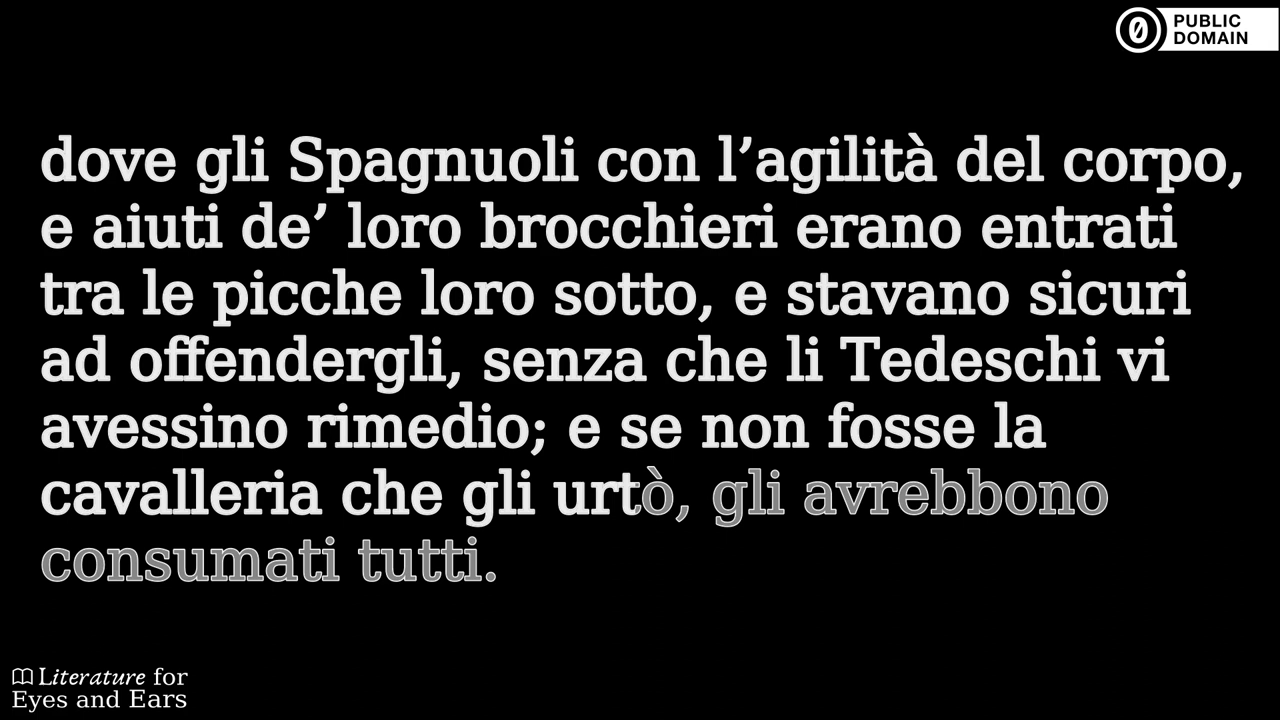 PUBLIC
DOMAIN
dove gli Spagnuoli con l’agilità del corpo,
e aiuti de’ loro brocchieri erano entrati
tra le picche loro sotto, e stavano sicuri
ad offendergli, senza che li Tedeschi vi
avessino rimedio; e se non fosse la
cavalleria che gli urtò, gli avrebbono
consumati tutti.
Literature for
Eyes and Ears